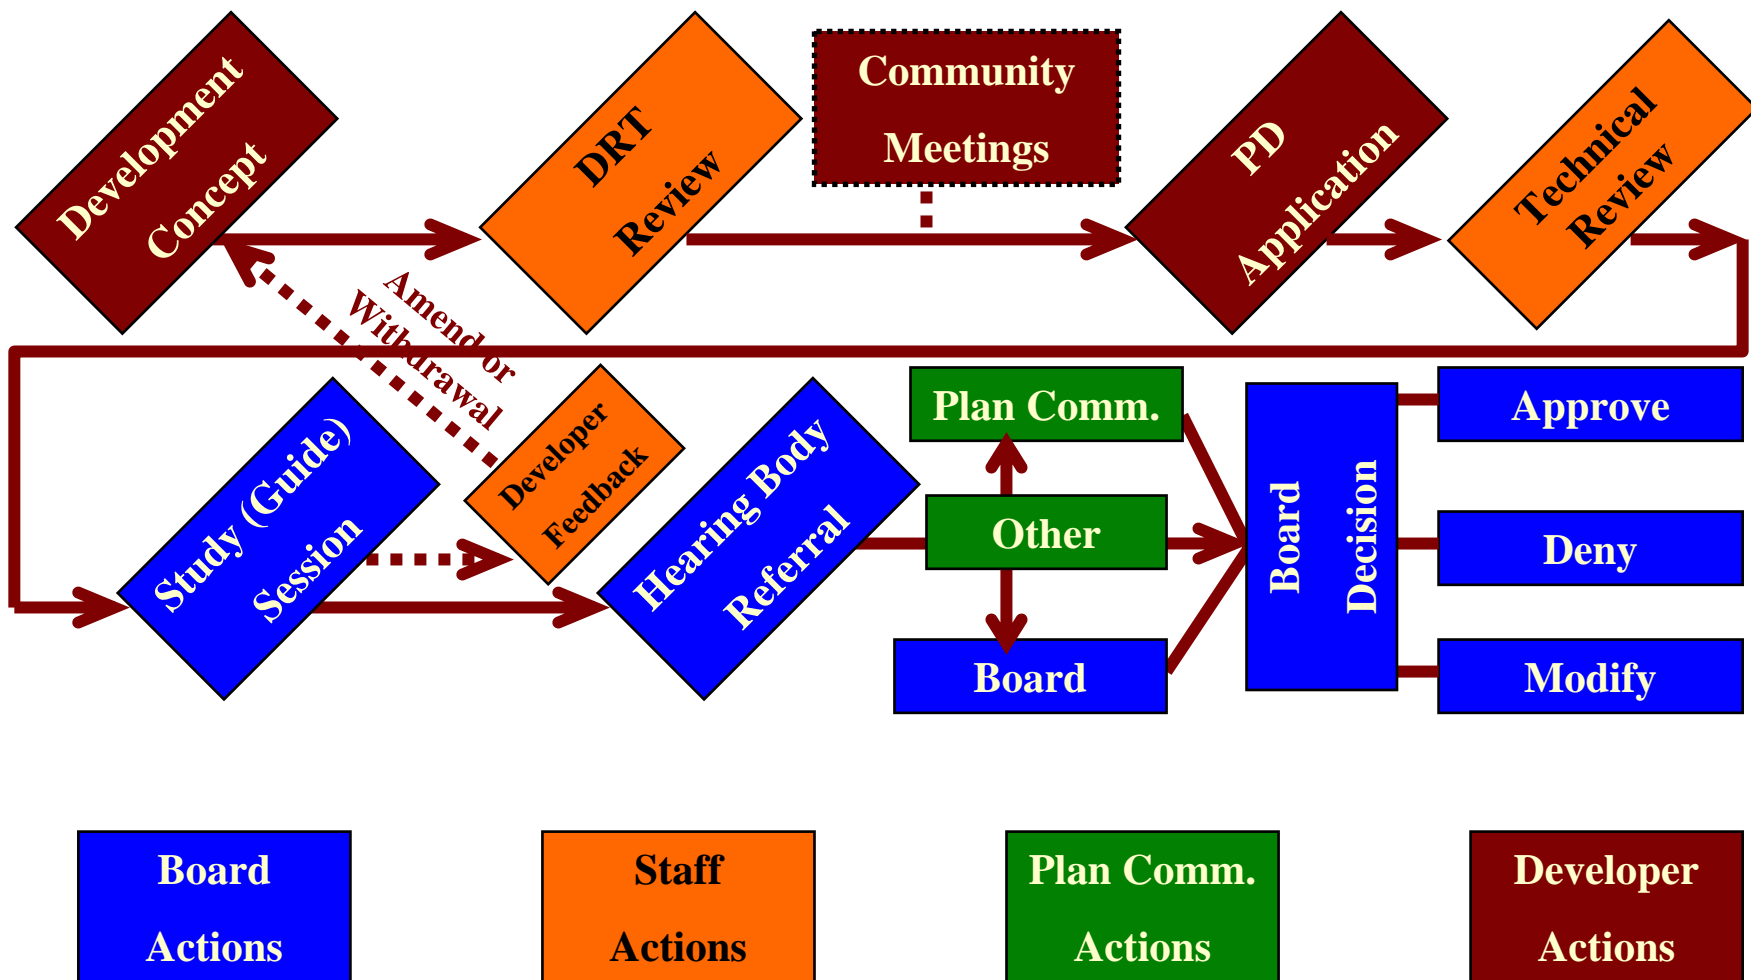 Development
Concept
DRT
Review
Community
Meetings
PD
Application
Technical
Review
Amend or
Withdrawal
Study (Guide)
Session
Developer
Feedback
Hearing Body
Referral
Plan Comm.
Other
Board
Board
Decision
Approve
Deny
Modify
Board
Actions
Staff
Actions
Plan Comm.
Actions
Developer
Actions